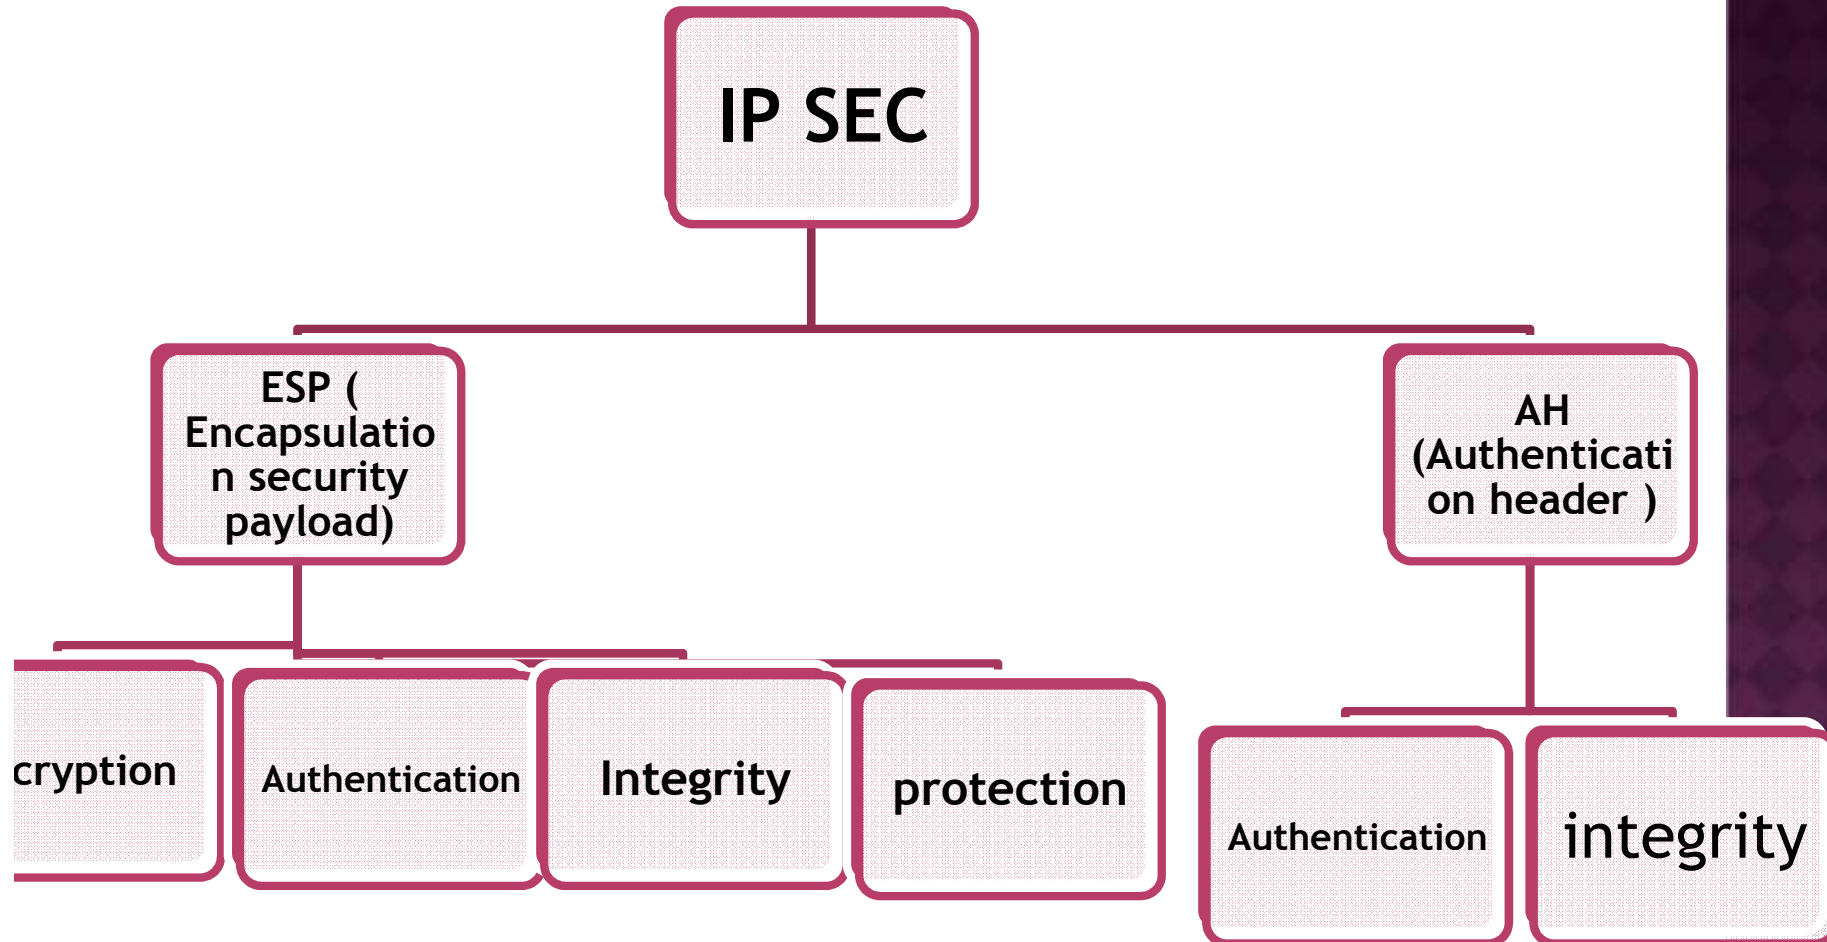 IP SEC
ESP (
Encapsulatio
n security
payload)
AH
(Authenticati
on header )
cryption
Authentication
Integrity
protection
Authentication
integrity